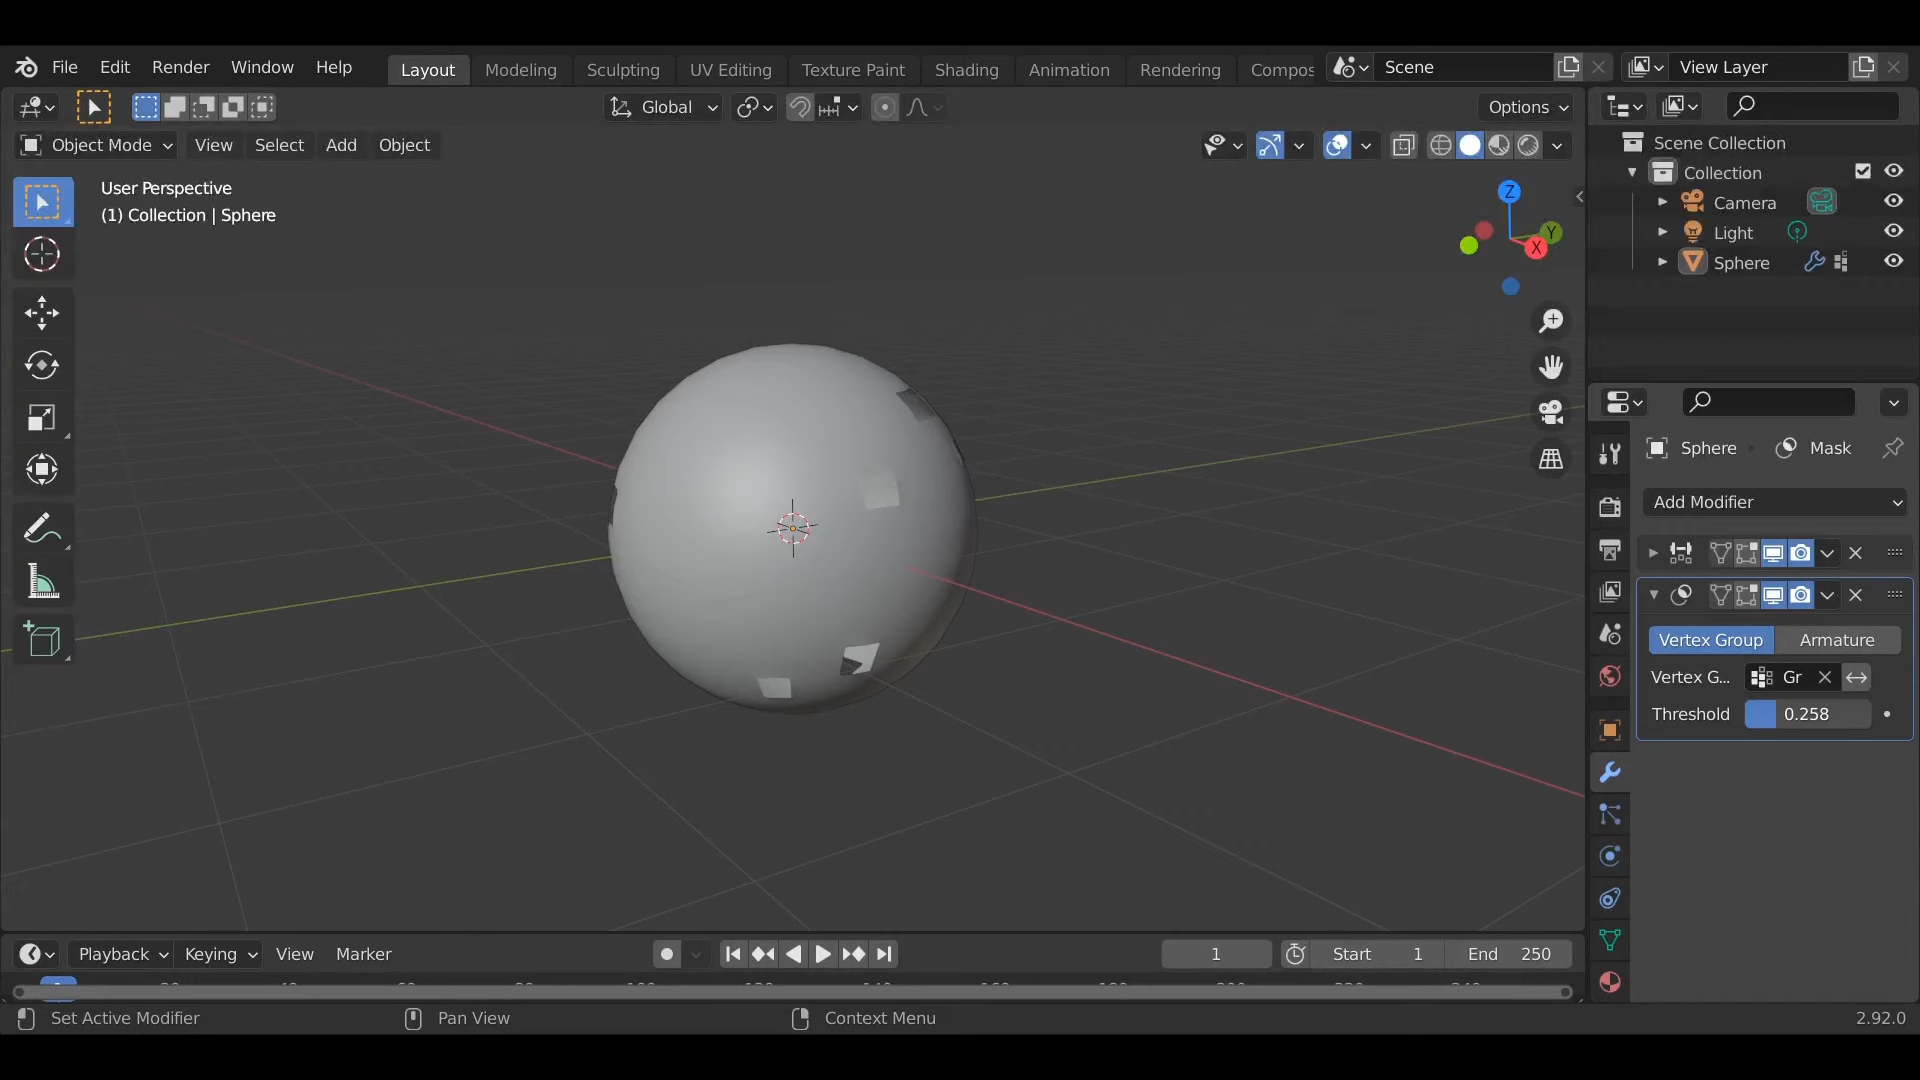 File Edit Render Window Help Layout Modeling Sculpting UV Editing Texture Paint Shading Animation Rendering Compos Scene View Layer
Global Options
Object Mode View Select Add Object
User Perspective
(1) Collection | Sphere
Z
Y
X
Scene Collection
Collection
Camera
Light
Sphere
Sphere Mask
Add Modifier
Vertex Group Armature
Vertex G... Gr
Threshold 0.258
Playback Keying View Marker 1 Start 1 End 250
Set Active Modifier Pan View Context Menu 2.92.0